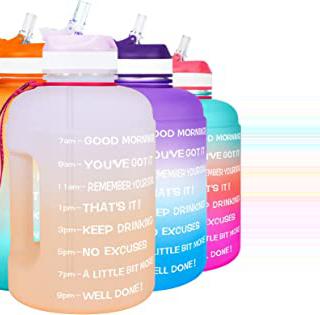 7am- GOOD MORNING
9am- YOU'VE GOT IT
11am- REMEMBER YOUR GOAL
1pm- THAT'S IT!
3pm- KEEP DRINKING
5pm- NO EXCUSES
7pm- A LITTLE BIT MORE
9pm- WELL DONE!